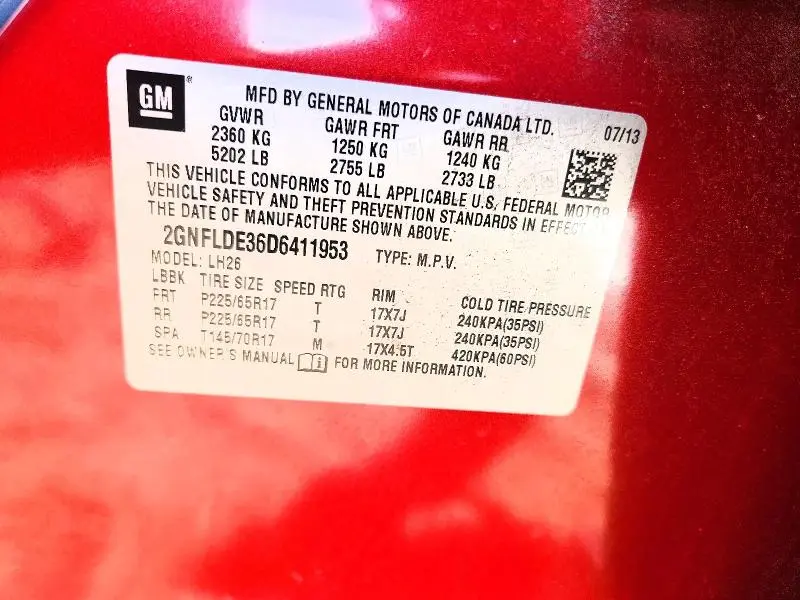 GM®
MFD BY GENERAL MOTORS OF CANADA LTD. 07/13
GVWR GAWR FRT GAWR RR
2360 KG 1250 KG 1240 KG
5202 LB 2755 LB 2733 LB
THIS VEHICLE CONFORMS TO ALL APPLICABLE U.S. FEDERAL MOTOR
VEHICLE SAFETY AND THEFT PREVENTION STANDARDS IN EFFECT ON
THE DATE OF MANUFACTURE SHOWN ABOVE.
2GNFLDE36D6411953 TYPE: M.P.V.
MODEL: LH26
LBBK TIRE SIZE SPEED RTG RIM COLD TIRE PRESSURE
FRT P225/65R17 T 17X7J 240KPA(35PSI)
RR P225/65R17 T 17X7J 240KPA(35PSI)
SPA T145/70R17 M 17X4.5T 420KPA(60PSI)
SEE OWNER'S MANUAL FOR MORE INFORMATION.